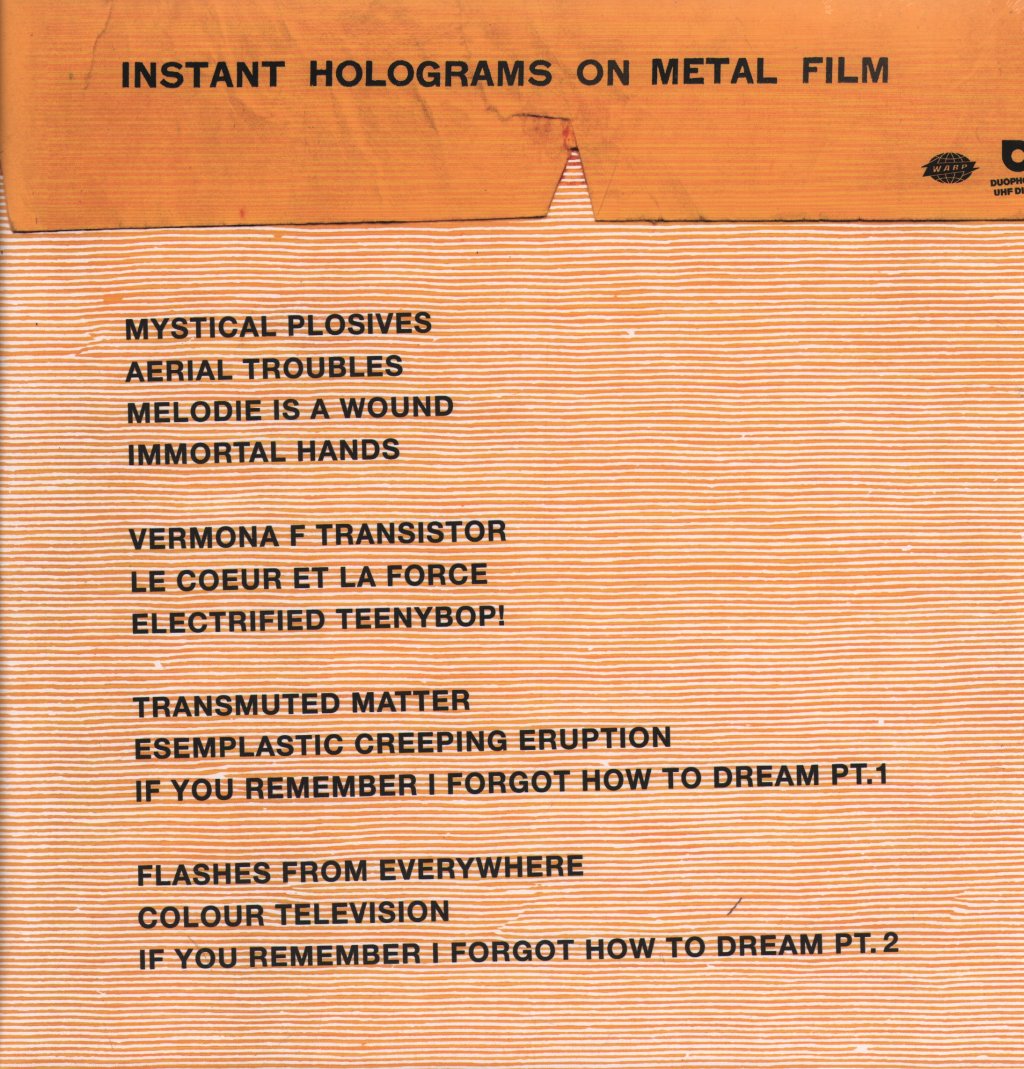 INSTANT HOLOGRAMS ON METAL FILM
WARP
MYSTICAL PLOSIVES
AERIAL TROUBLES
MELODIE IS A WOUND
IMMORTAL HANDS
VERMONA F TRANSISTOR
LE COEUR ET LA FORCE
ELECTRIFIED TEENYBOP!
TRANSMUTED MATTER
ESEMPLASTIC CREEPING ERUPTION
IF YOU REMEMBER I FORGOT HOW TO DREAM PT.1
FLASHES FROM EVERYWHERE
COLOUR TELEVISION
IF YOU REMEMBER I FORGOT HOW TO DREAM PT. 2